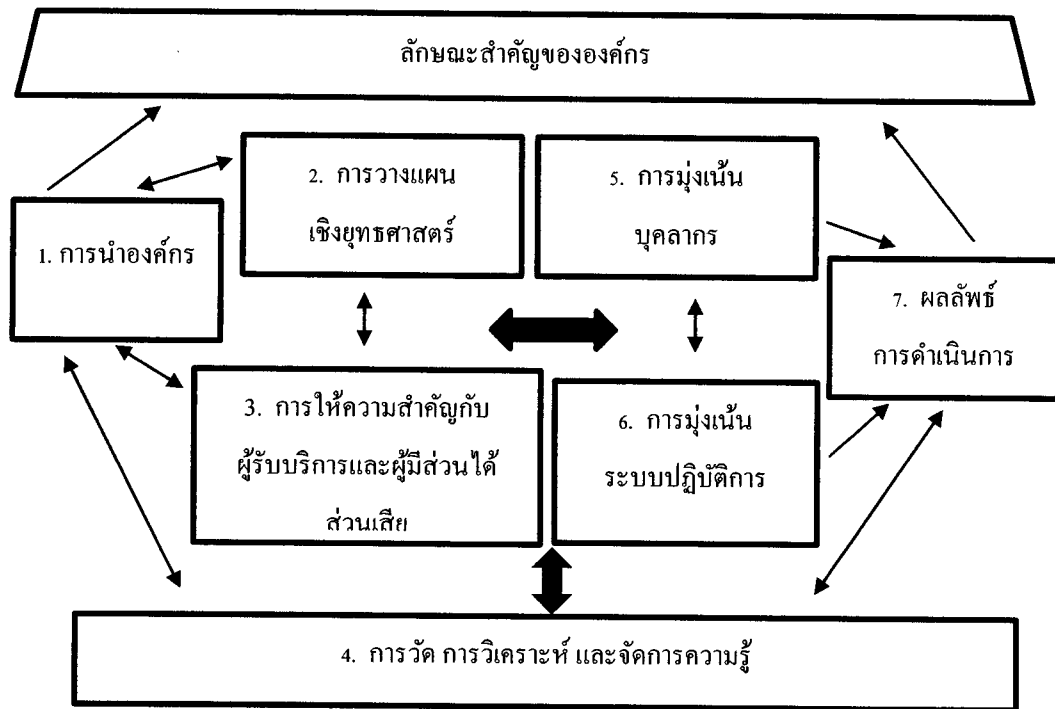 ลักษณะสำคัญขององค์กร
1. การนำองค์กร
2. การวางแผน
เชิงยุทธศาสตร์
3. การให้ความสำคัญกับ
ผู้รับบริการและผู้มีส่วนได้
ส่วนเสีย
5. การมุ่งเน้น
บุคลากร
6. การมุ่งเน้น
ระบบปฏิบัติการ
7. ผลลัพธ์
การดำเนินการ
4. การวัด การวิเคราะห์ และจัดการความรู้